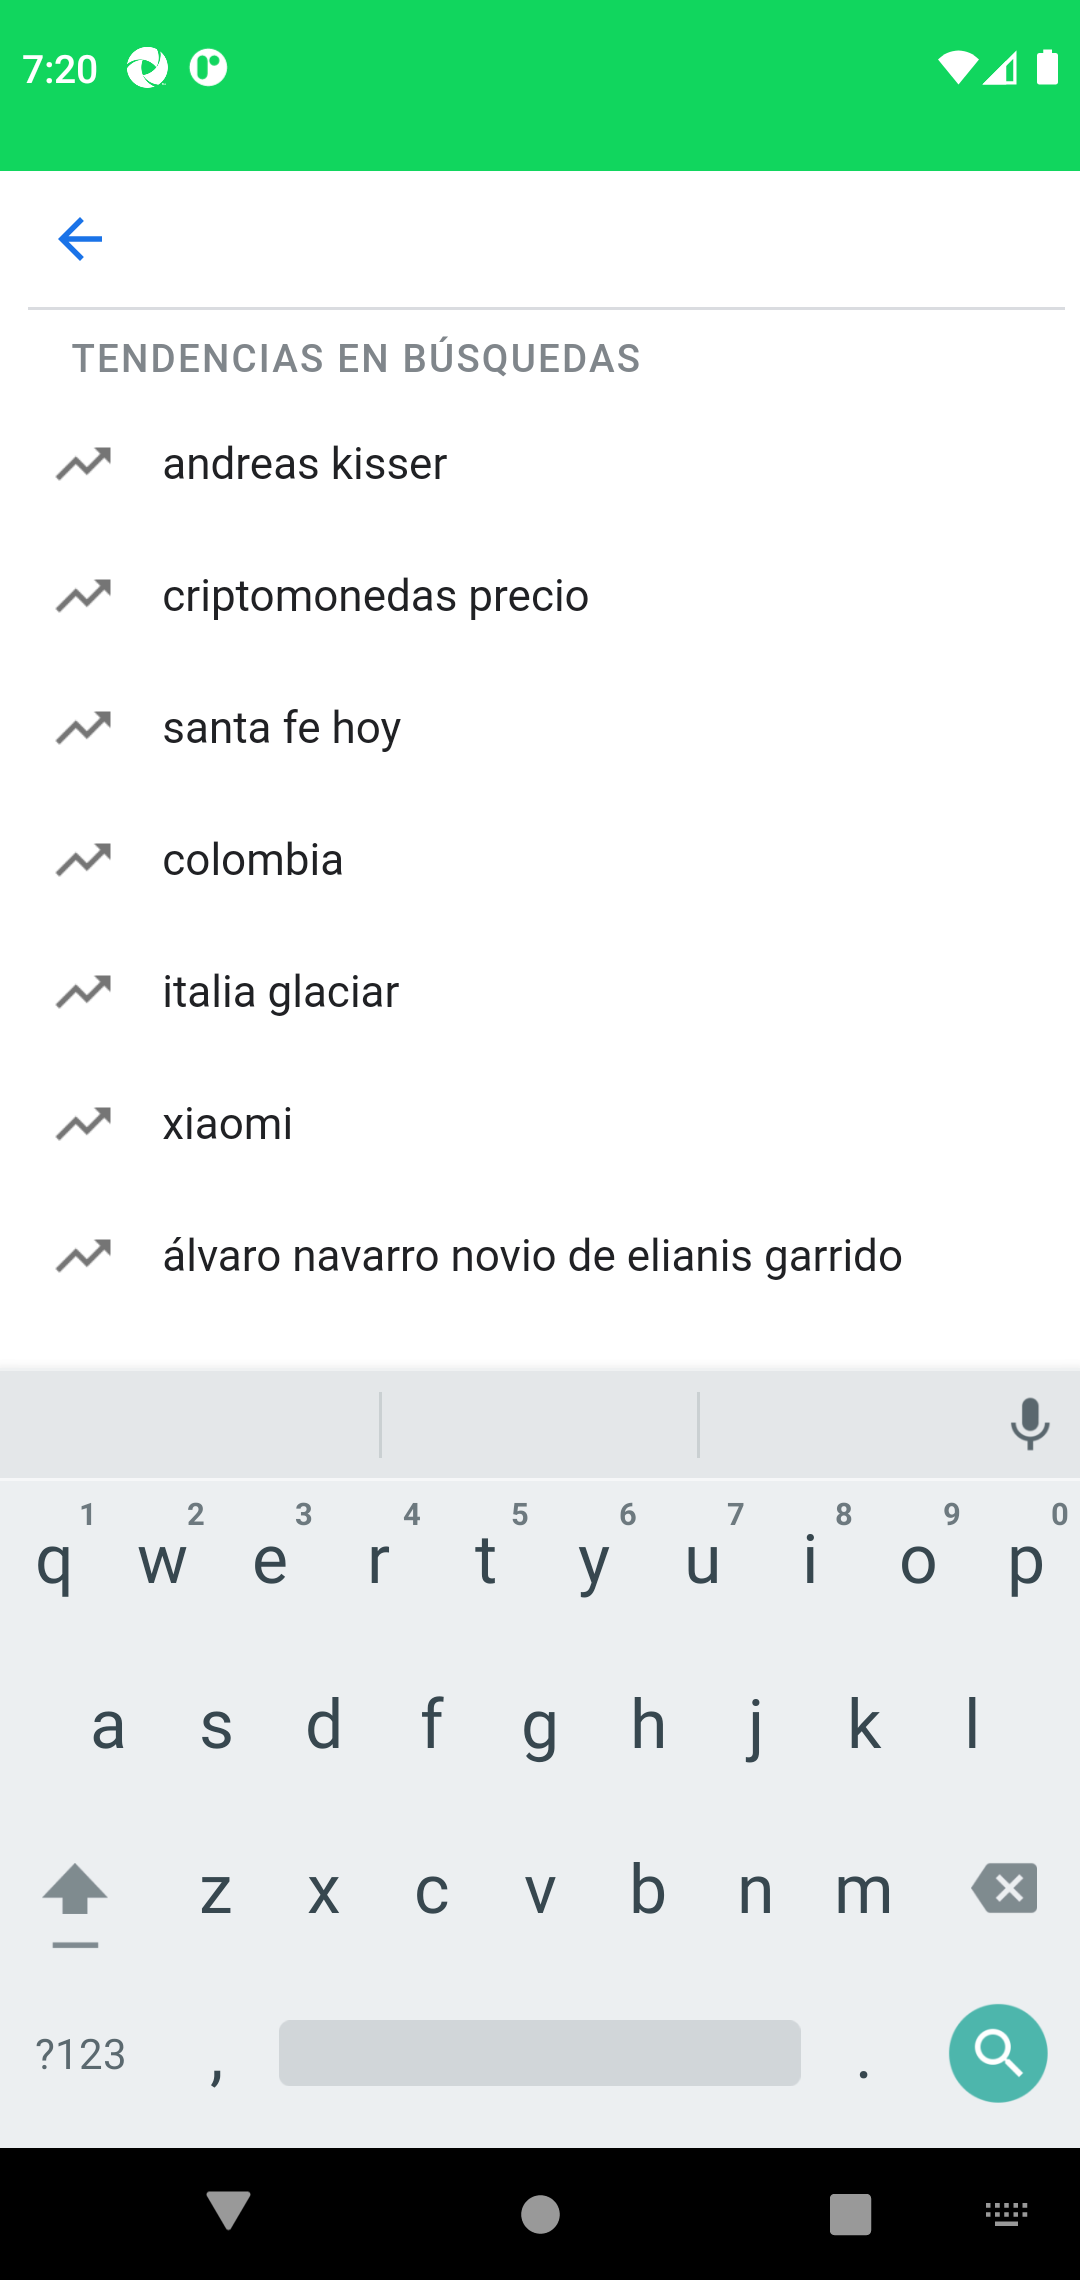 7:20
TENDENCIAS EN BÚSQUEDAS
andreas kisser
criptomonedas precio
santa fe hoy
colombia
italia glaciar
xiaomi
álvaro navarro novio de elianis garrido
1 2 3 4 5 6 7 8 9 0
q w e r t y u i o p
a s d f g h j k l
z x c v b n m
?123 , .